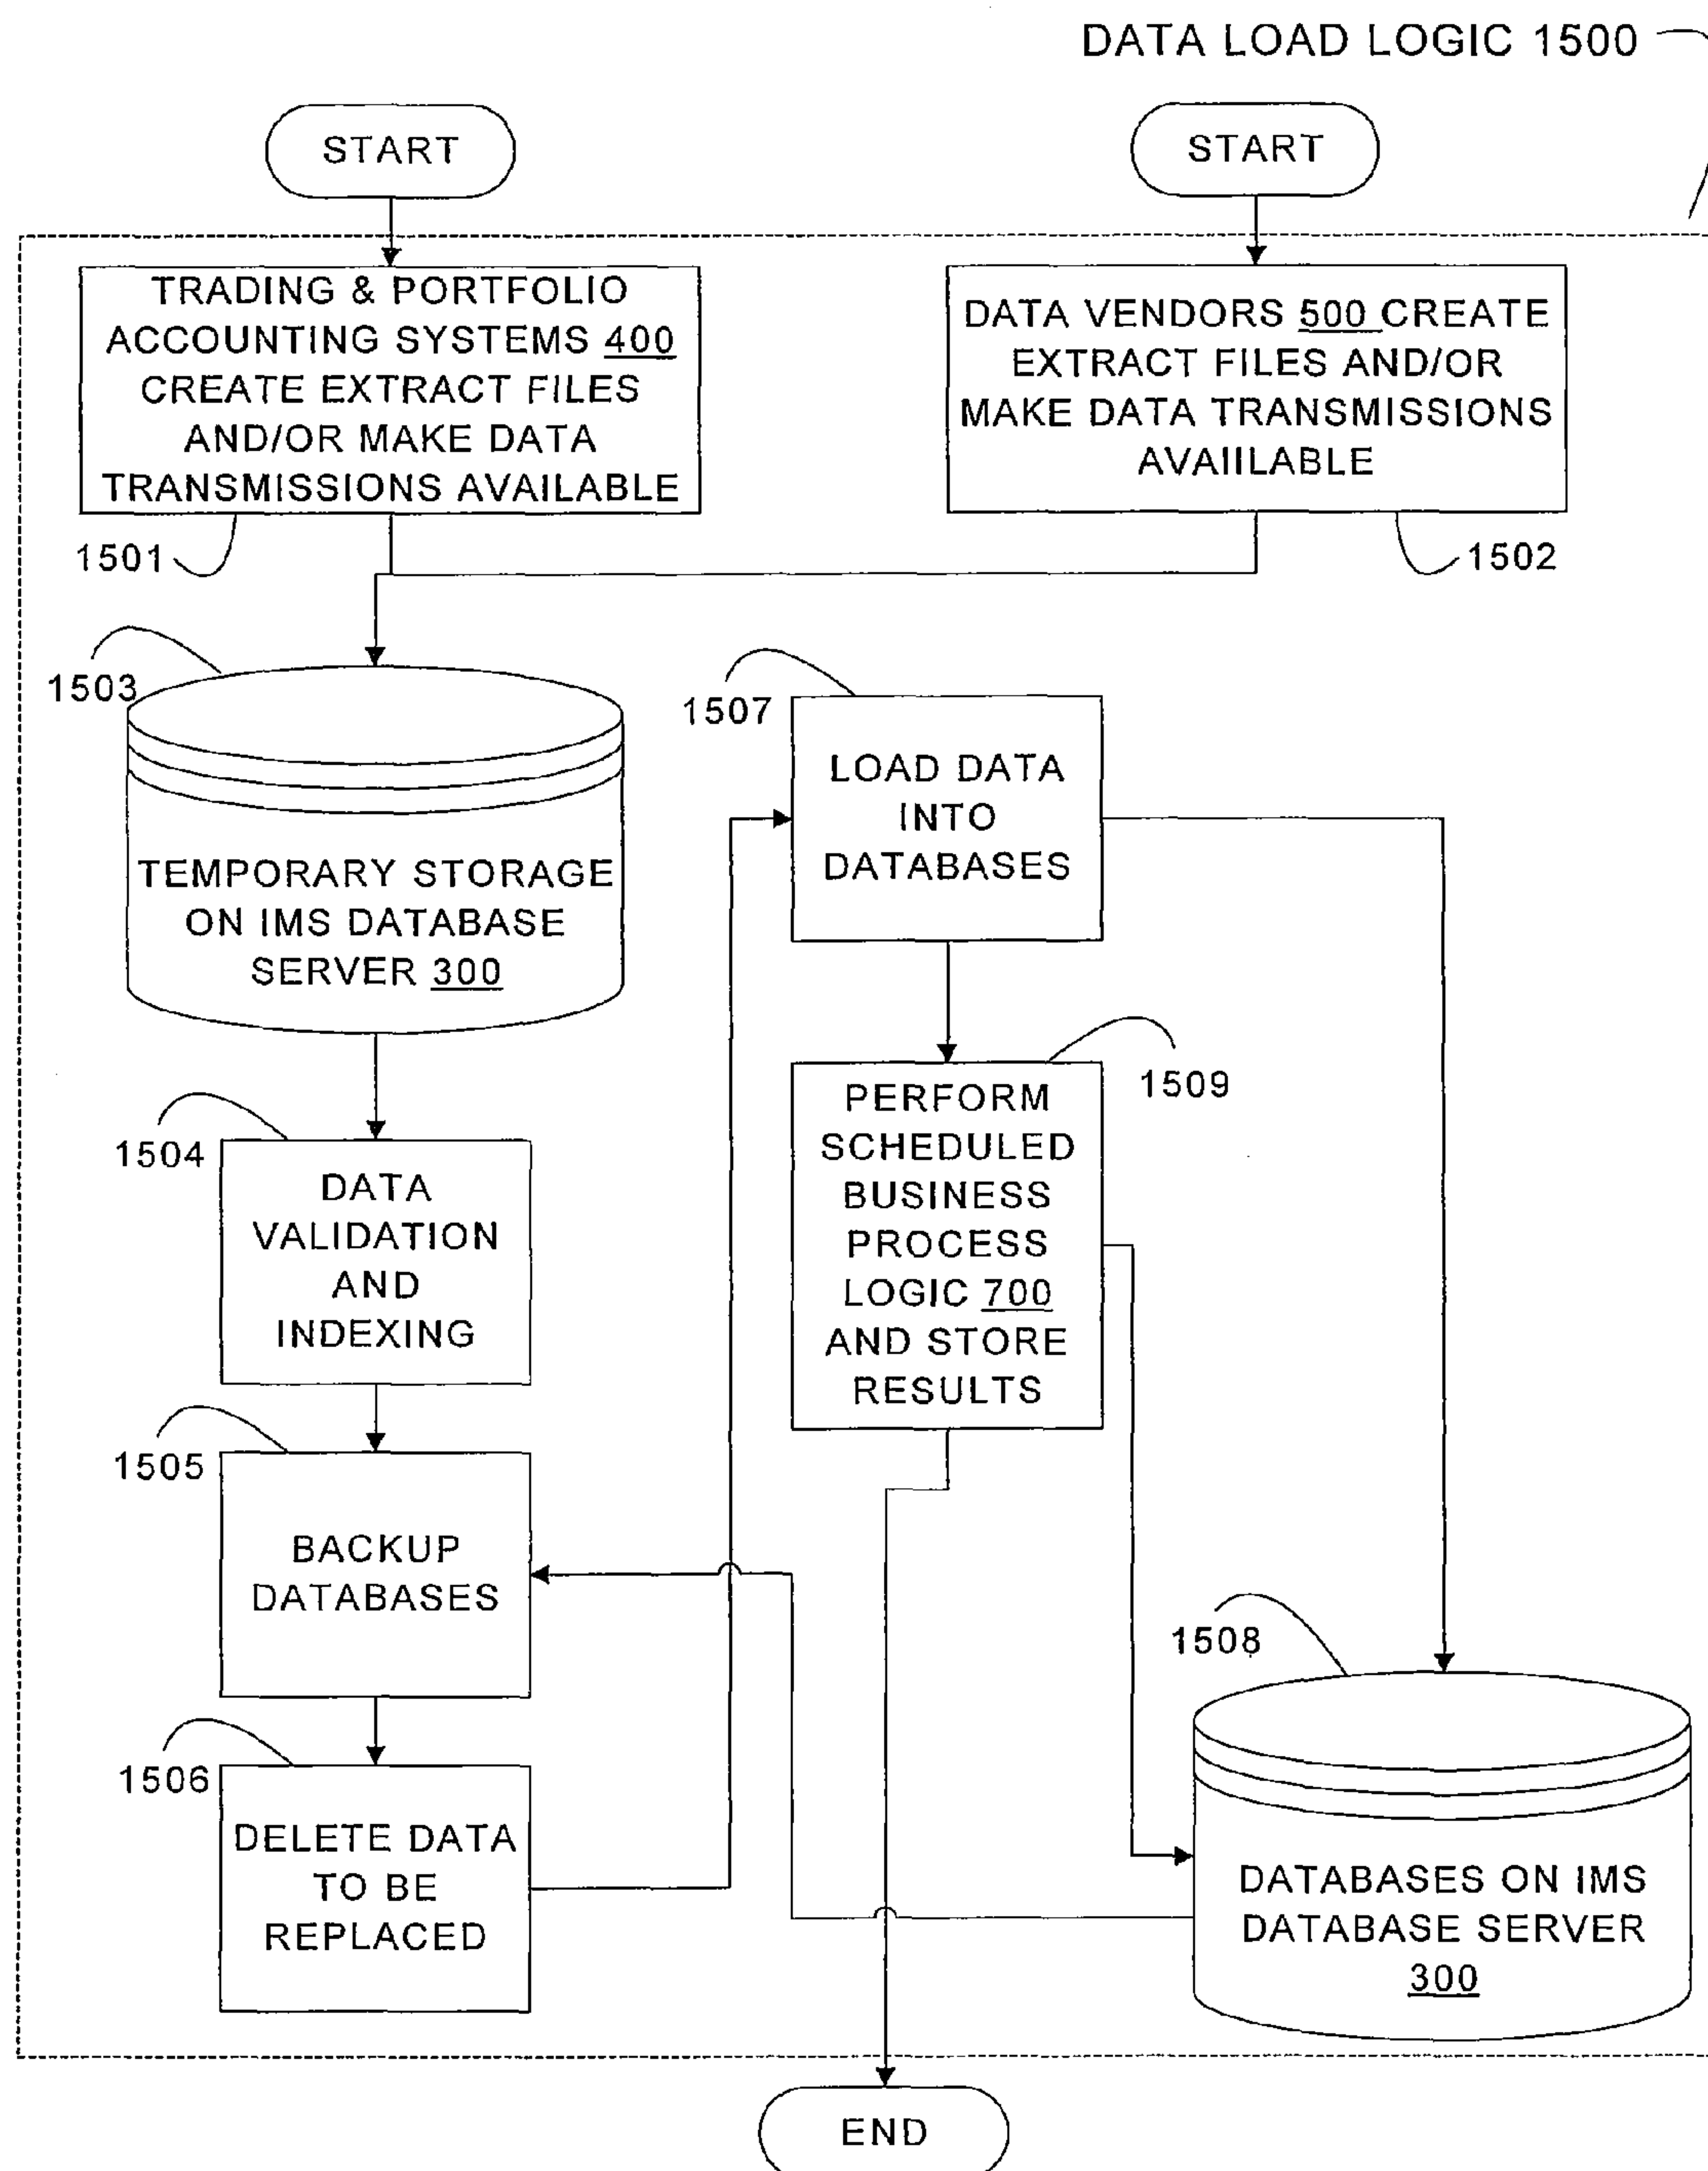 DATA LOAD LOGIC 1500
START
START
TRADING & PORTFOLIO
ACCOUNTING SYSTEMS 400
CREATE EXTRACT FILES
AND/OR MAKE DATA
TRANSMISSIONS AVAILABLE
DATA VENDORS 500 CREATE
EXTRACT FILES AND/OR
MAKE DATA TRANSMISSIONS
AVAIILABLE
1501
1502
1503
TEMPORARY STORAGE
ON IMS DATABASE
SERVER 300
1507
LOAD DATA
INTO
DATABASES
1504
DATA
VALIDATION
AND
INDEXING
1509
PERFORM
SCHEDULED
BUSINESS
PROCESS
LOGIC 700
AND STORE
RESULTS
1505
BACKUP
DATABASES
1506
DELETE DATA
TO BE
REPLACED
1508
DATABASES ON IMS
DATABASE SERVER
300
END